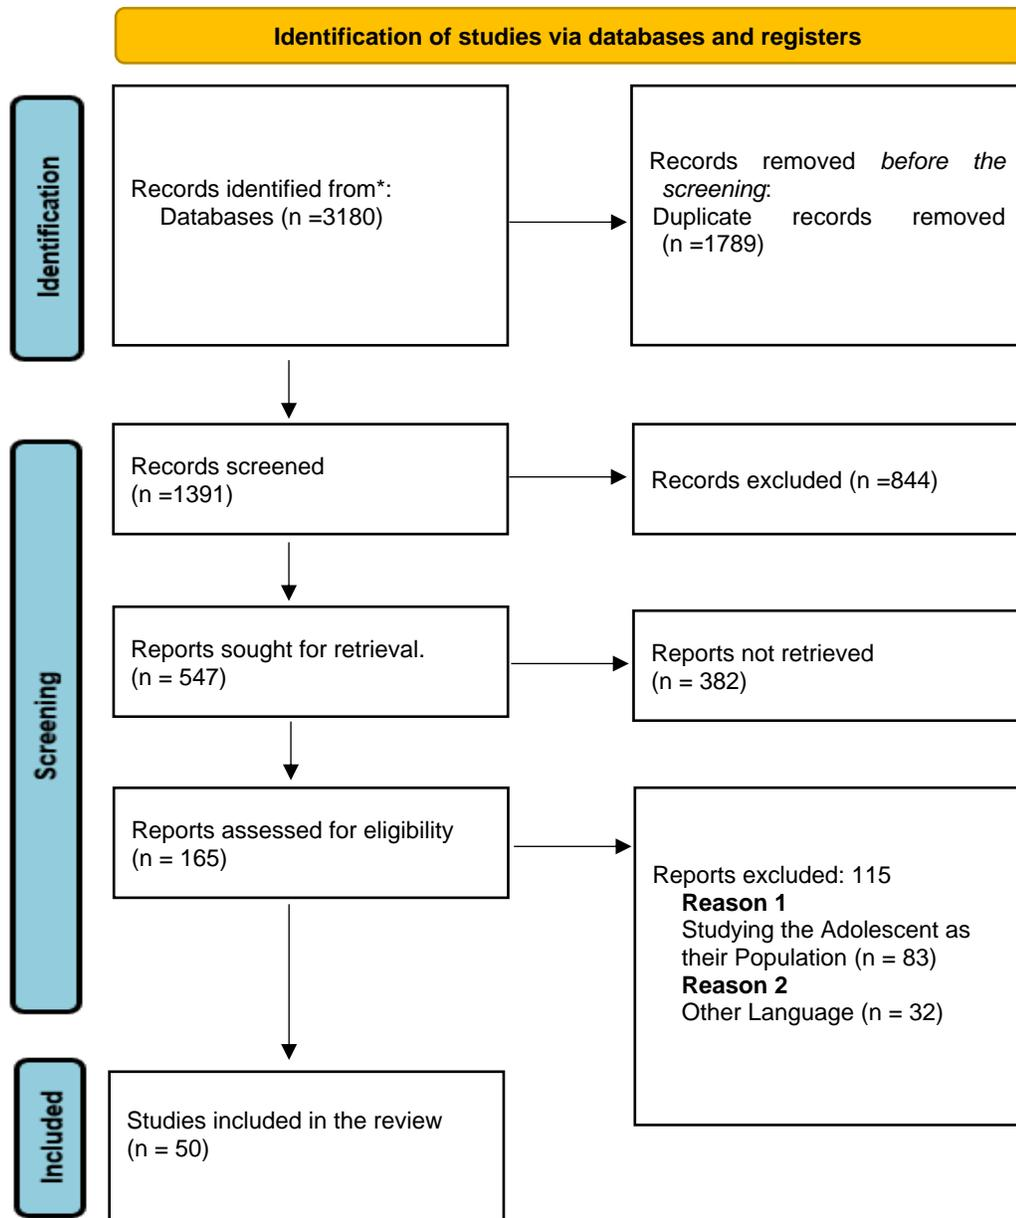 Identification of studies via databases and registers
Identification
Records identified from*:
Databases (n =3180)
Records removed before the
screening:
Duplicate records removed
(n =1789)
Screening
Records screened
(n =1391)
Records excluded (n =844)
Reports sought for retrieval.
(n = 547)
Reports not retrieved
(n = 382)
Reports assessed for eligibility
(n = 165)
Reports excluded: 115
Reason 1
Studying the Adolescent as
their Population (n = 83)
Reason 2
Other Language (n = 32)
Included
Studies included in the review
(n = 50)